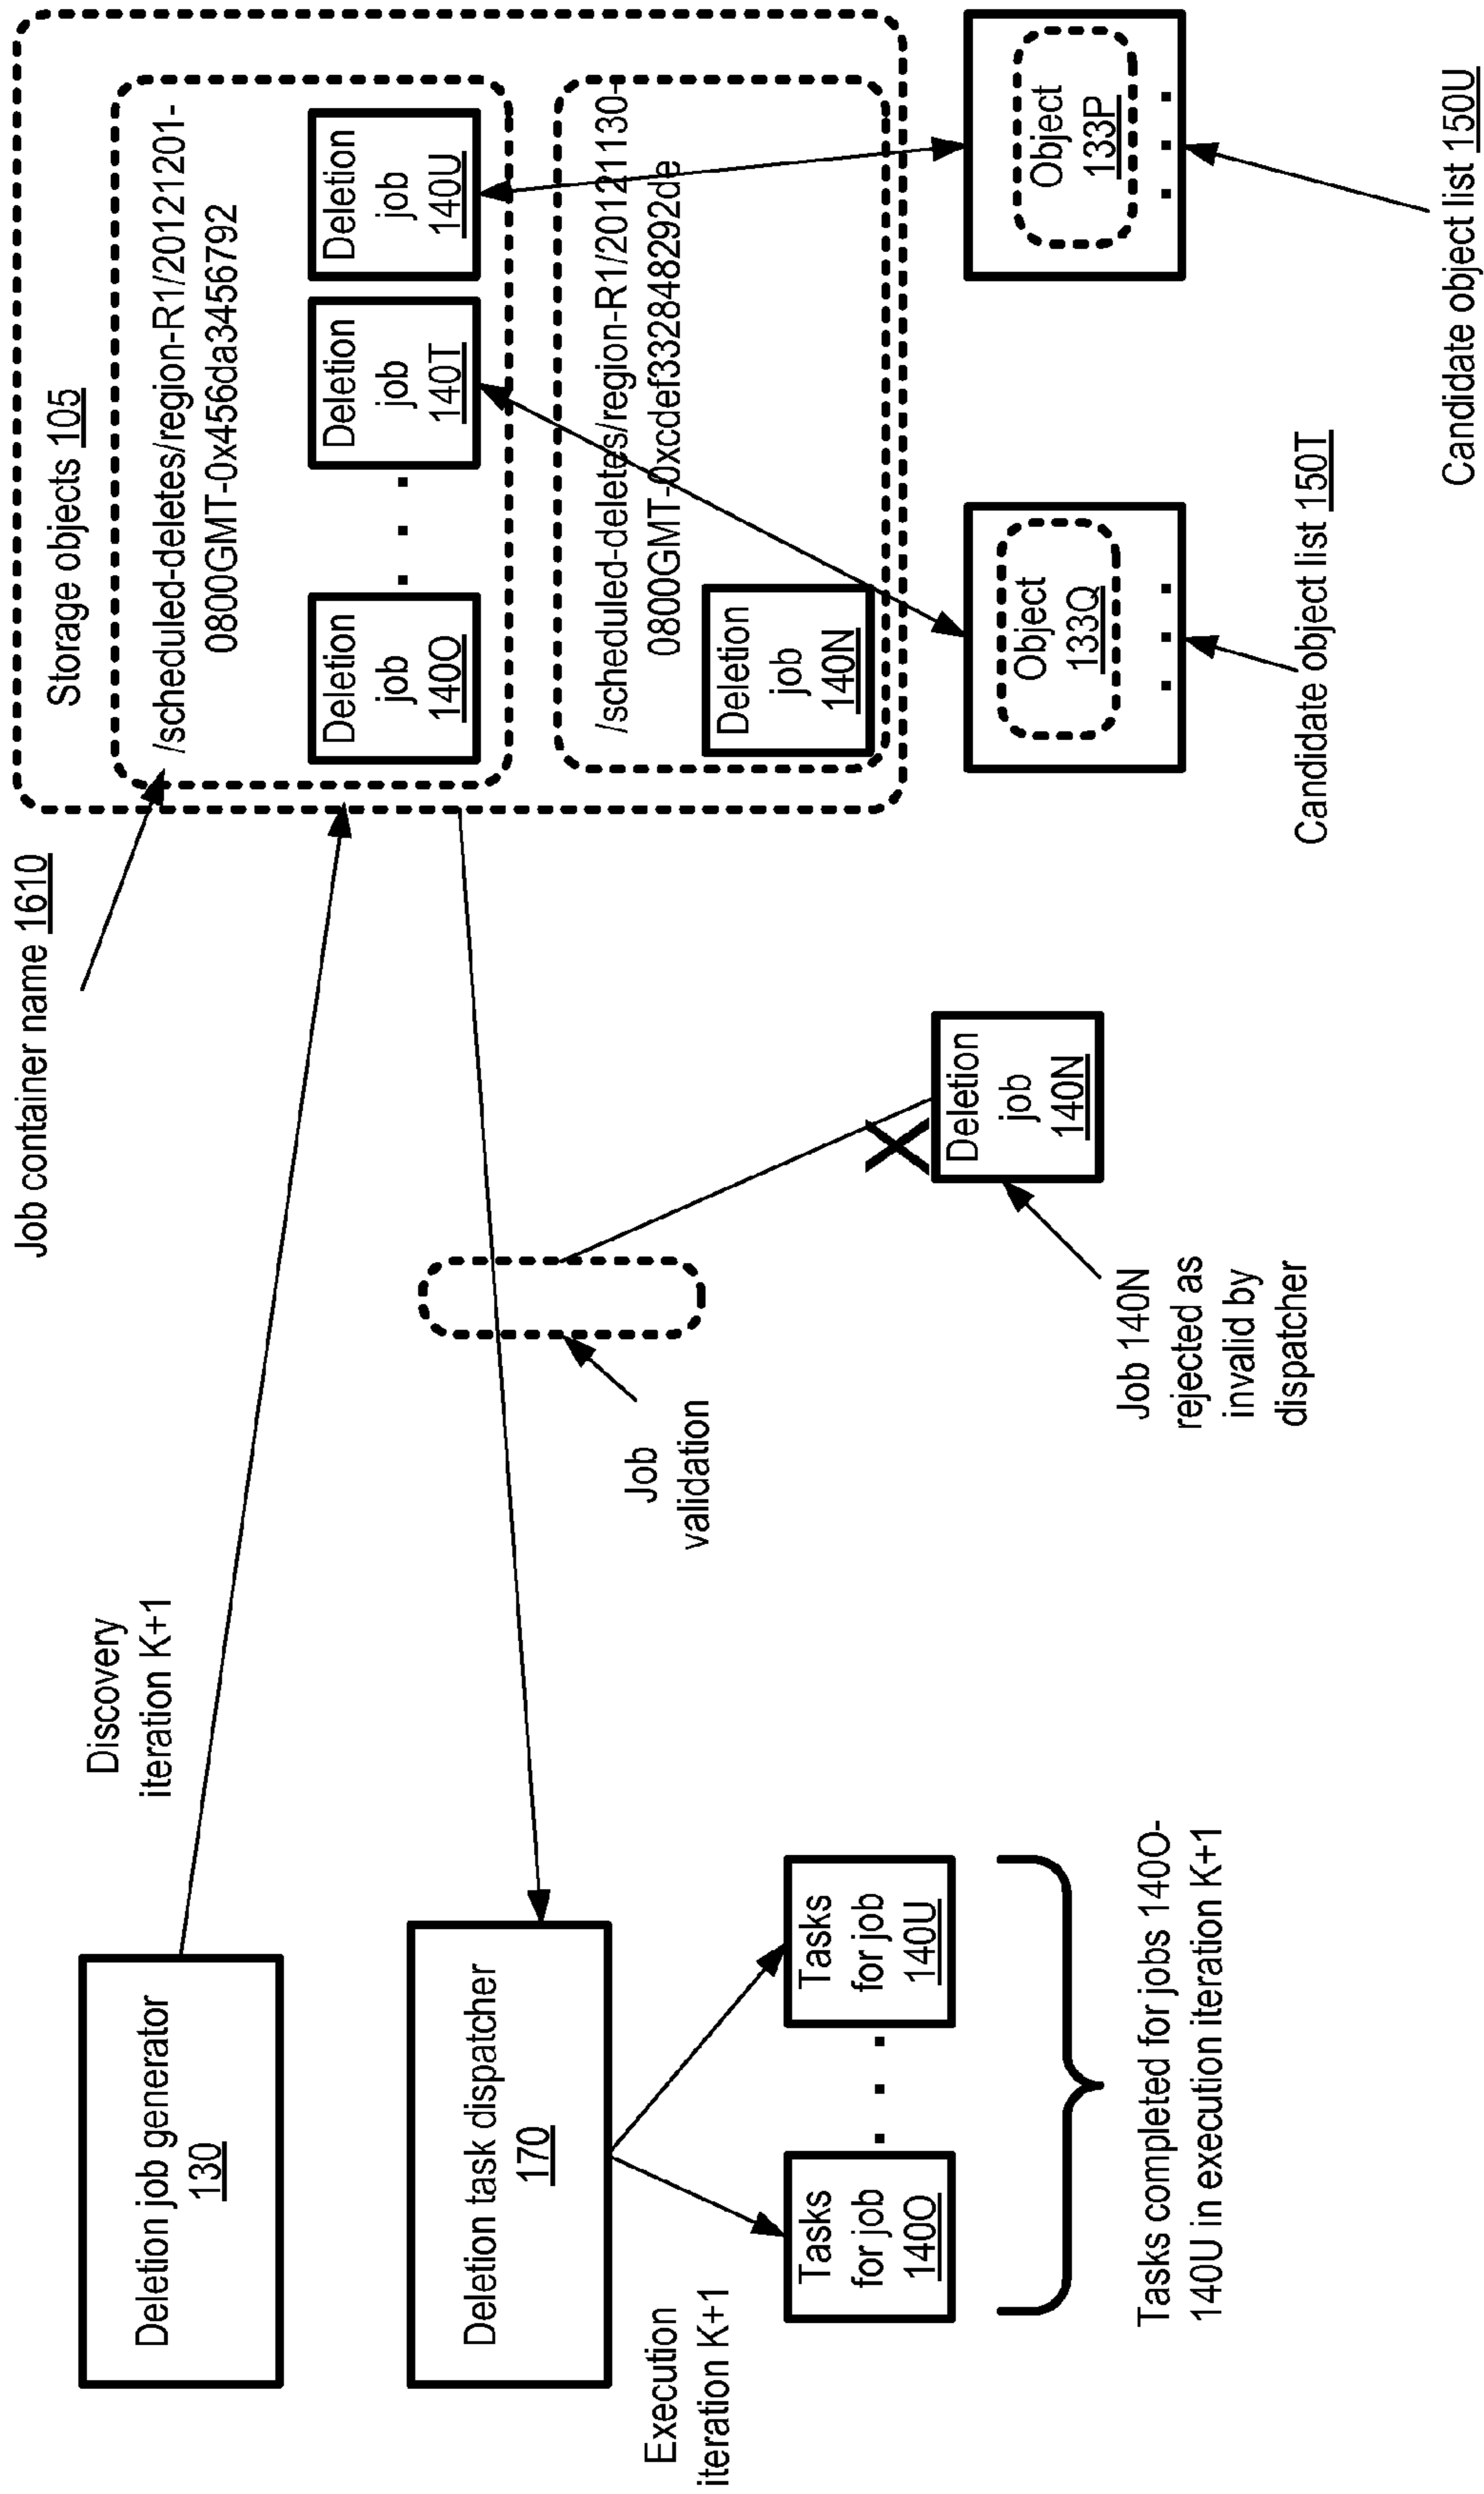 Deletion job generator
130
Discovery
iteration K+1
Job container name 1610
Storage objects 105
/scheduled-deletes/region-R1/20121201-
0800GMT-0x456da3456792
Deletion
job
140O
Deletion
job
140T
Deletion
job
140U
/scheduled-deletes/region-R1/20121130-
0800GMT-0xcdef332848292de
Deletion
job
140N
Deletion task dispatcher
170
Job
validation
Execution
iteration K+1
Tasks
for job
140O
Tasks
for job
140U
Deletion
job
140N
Object
133Q
Object
133P
Job 140N
rejected as
invalid by
dispatcher
Tasks completed for jobs 140O-
140U in execution iteration K+1
Candidate object list 150T
Candidate object list 150U